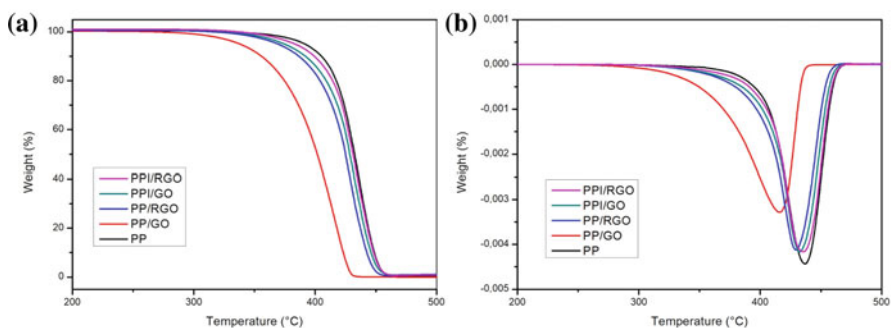 (a)
100
80
60
40
20
0
Weight (%)
PPI/RGO
PPI/GO
PP/RGO
PP/GO
PP
200
300
400
500
Temperature (°C)
(b)
0,001
0,000
-0,001
-0,002
-0,003
-0,004
-0,005
Weight (%)
PPI/RGO
PPI/GO
PP/RGO
PP/GO
PP
200
300
400
500
Temperature (°C)